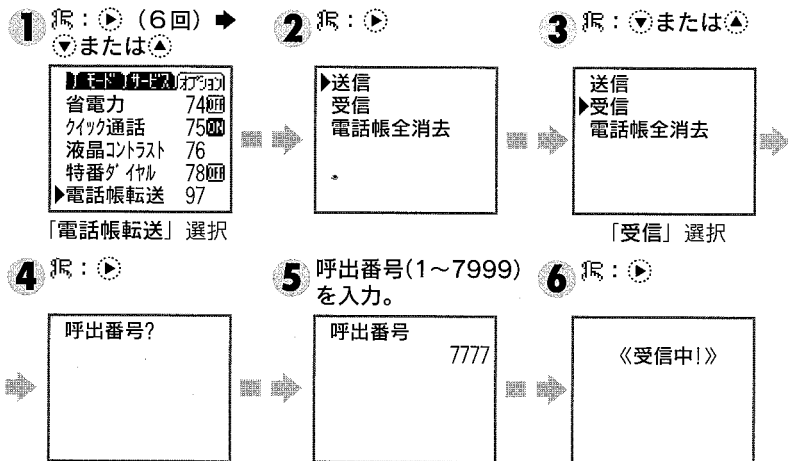 1 : ▶ (6回) ➡
▼または▲
モード サービス オプション
省電力 74 OFF
クイック通話 75 ON
液晶コントラスト 76
特番ダイヤル 78 OFF
▶電話帳転送 97
「電話帳転送」選択
2 : ▶
▶送信
受信
電話帳全消去
3 : ▼または▲
送信
▶受信
電話帳全消去
「受信」選択
4 : ▶
呼出番号?
5 呼出番号(1~7999)
を入力。
呼出番号
7777
6 : ▶
《受信中!》